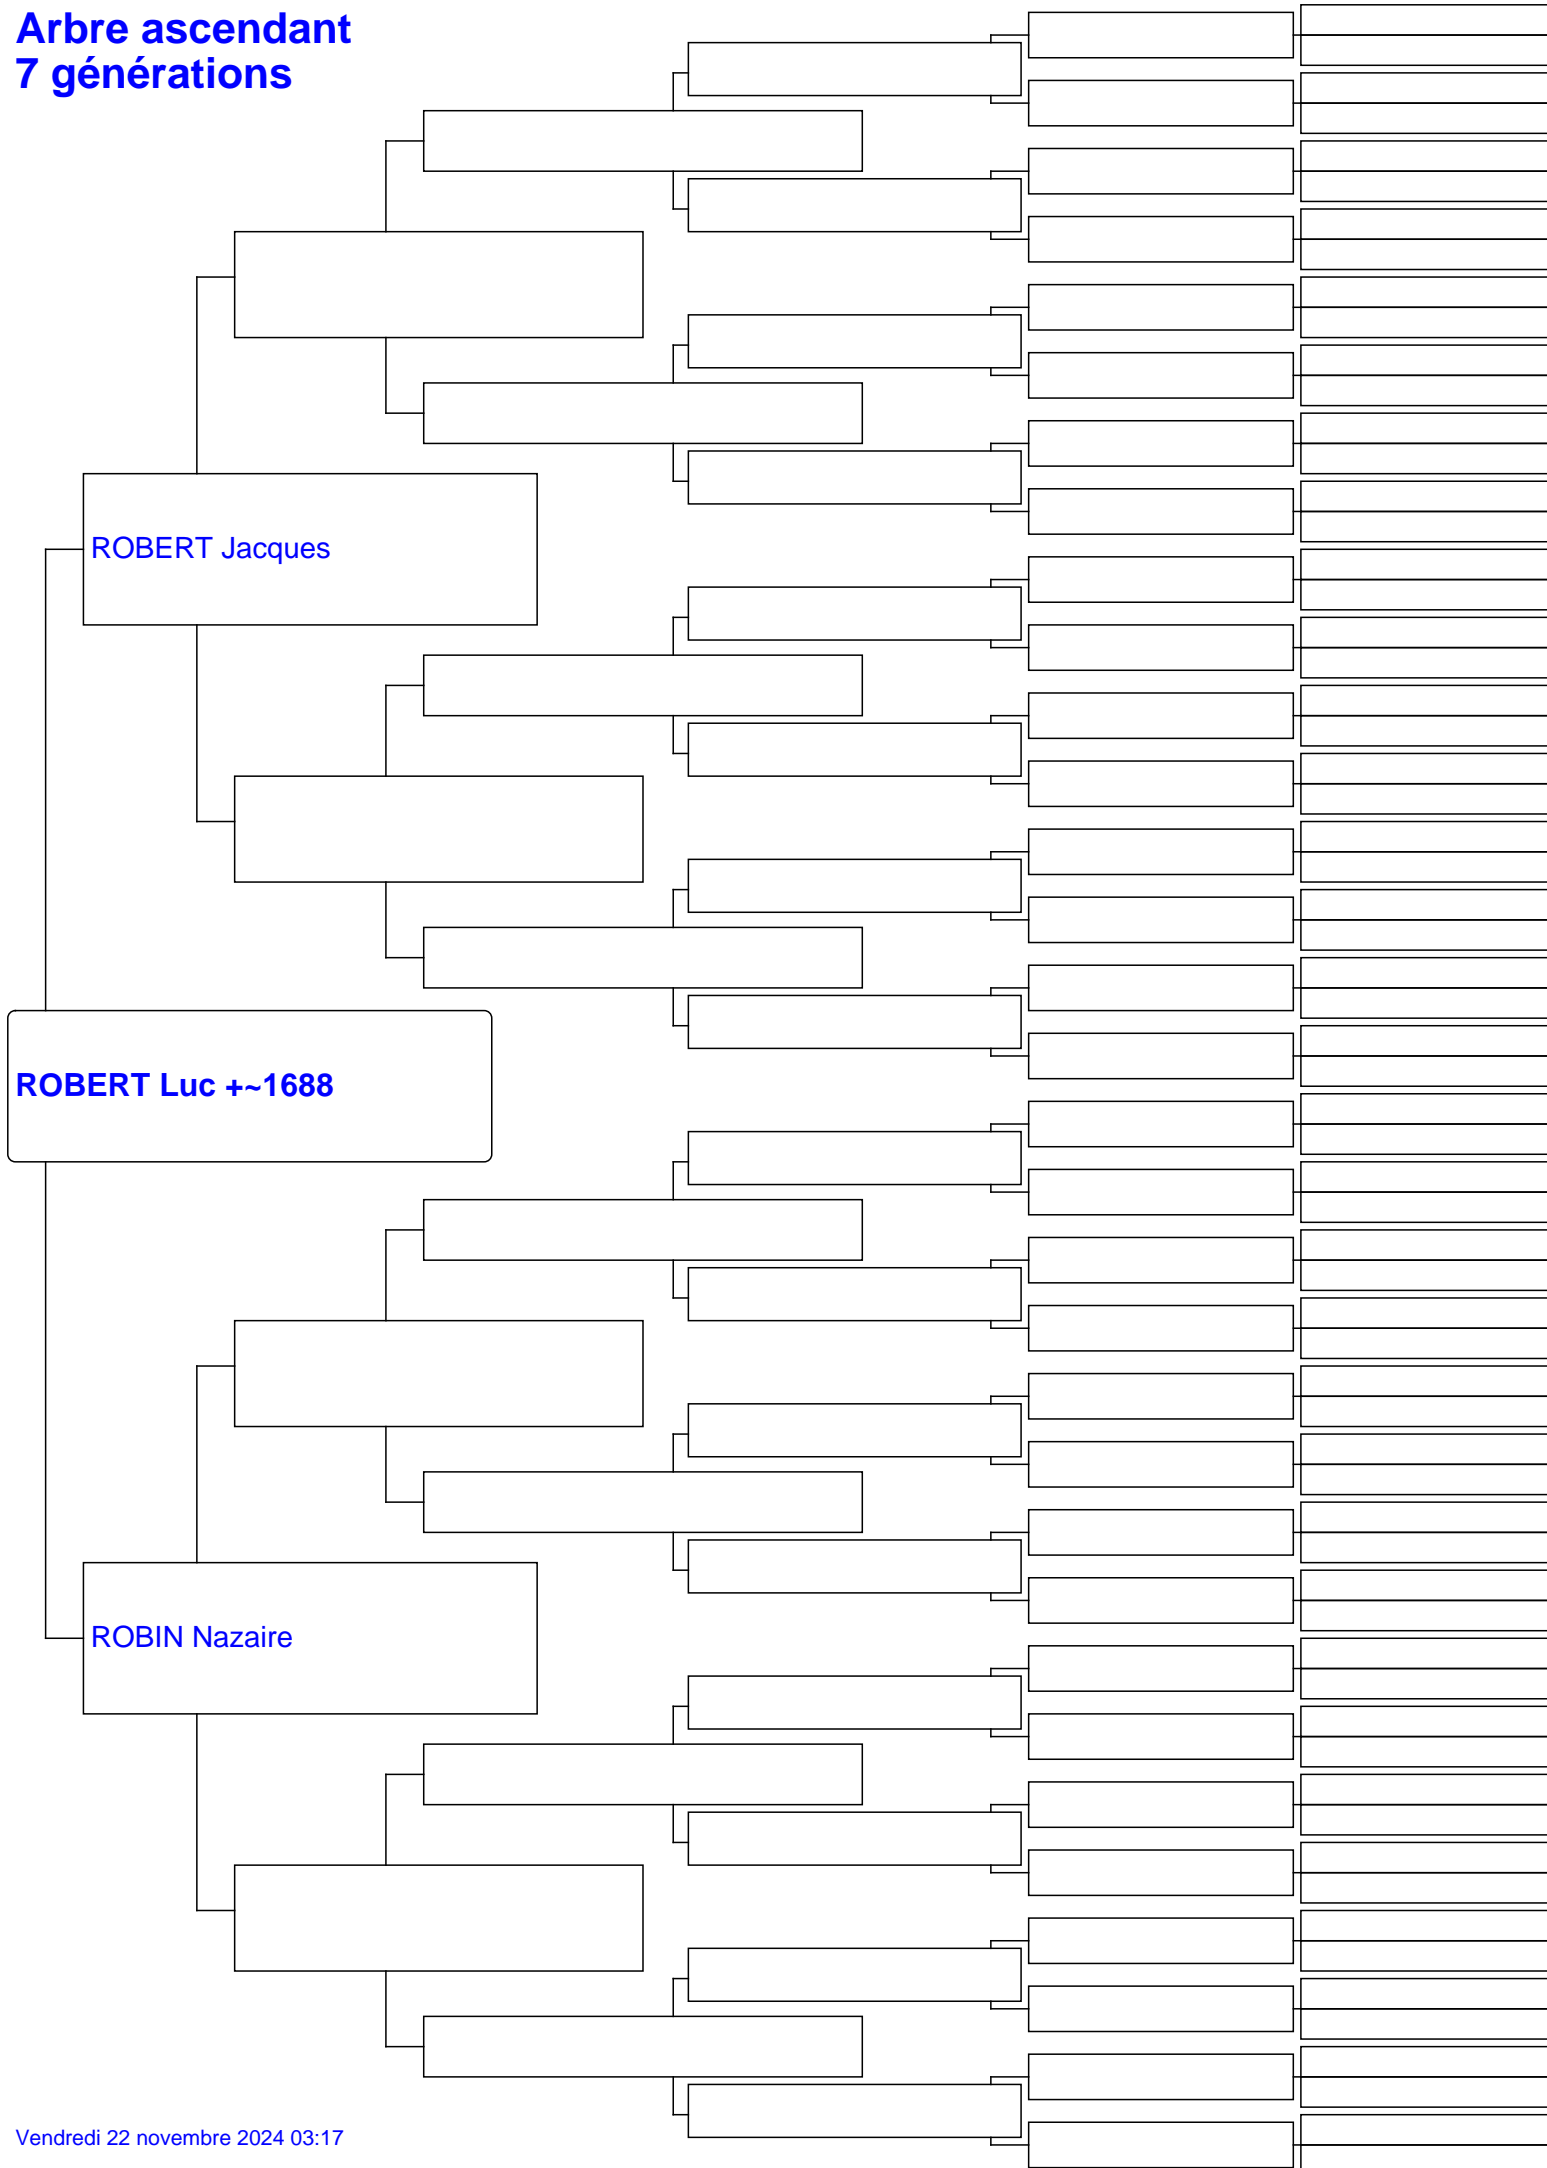 Arbre ascendant
7 générations
ROBERT Jacques
ROBERT Luc +~1688
ROBIN Nazaire
Vendredi 22 novembre 2024 03:17